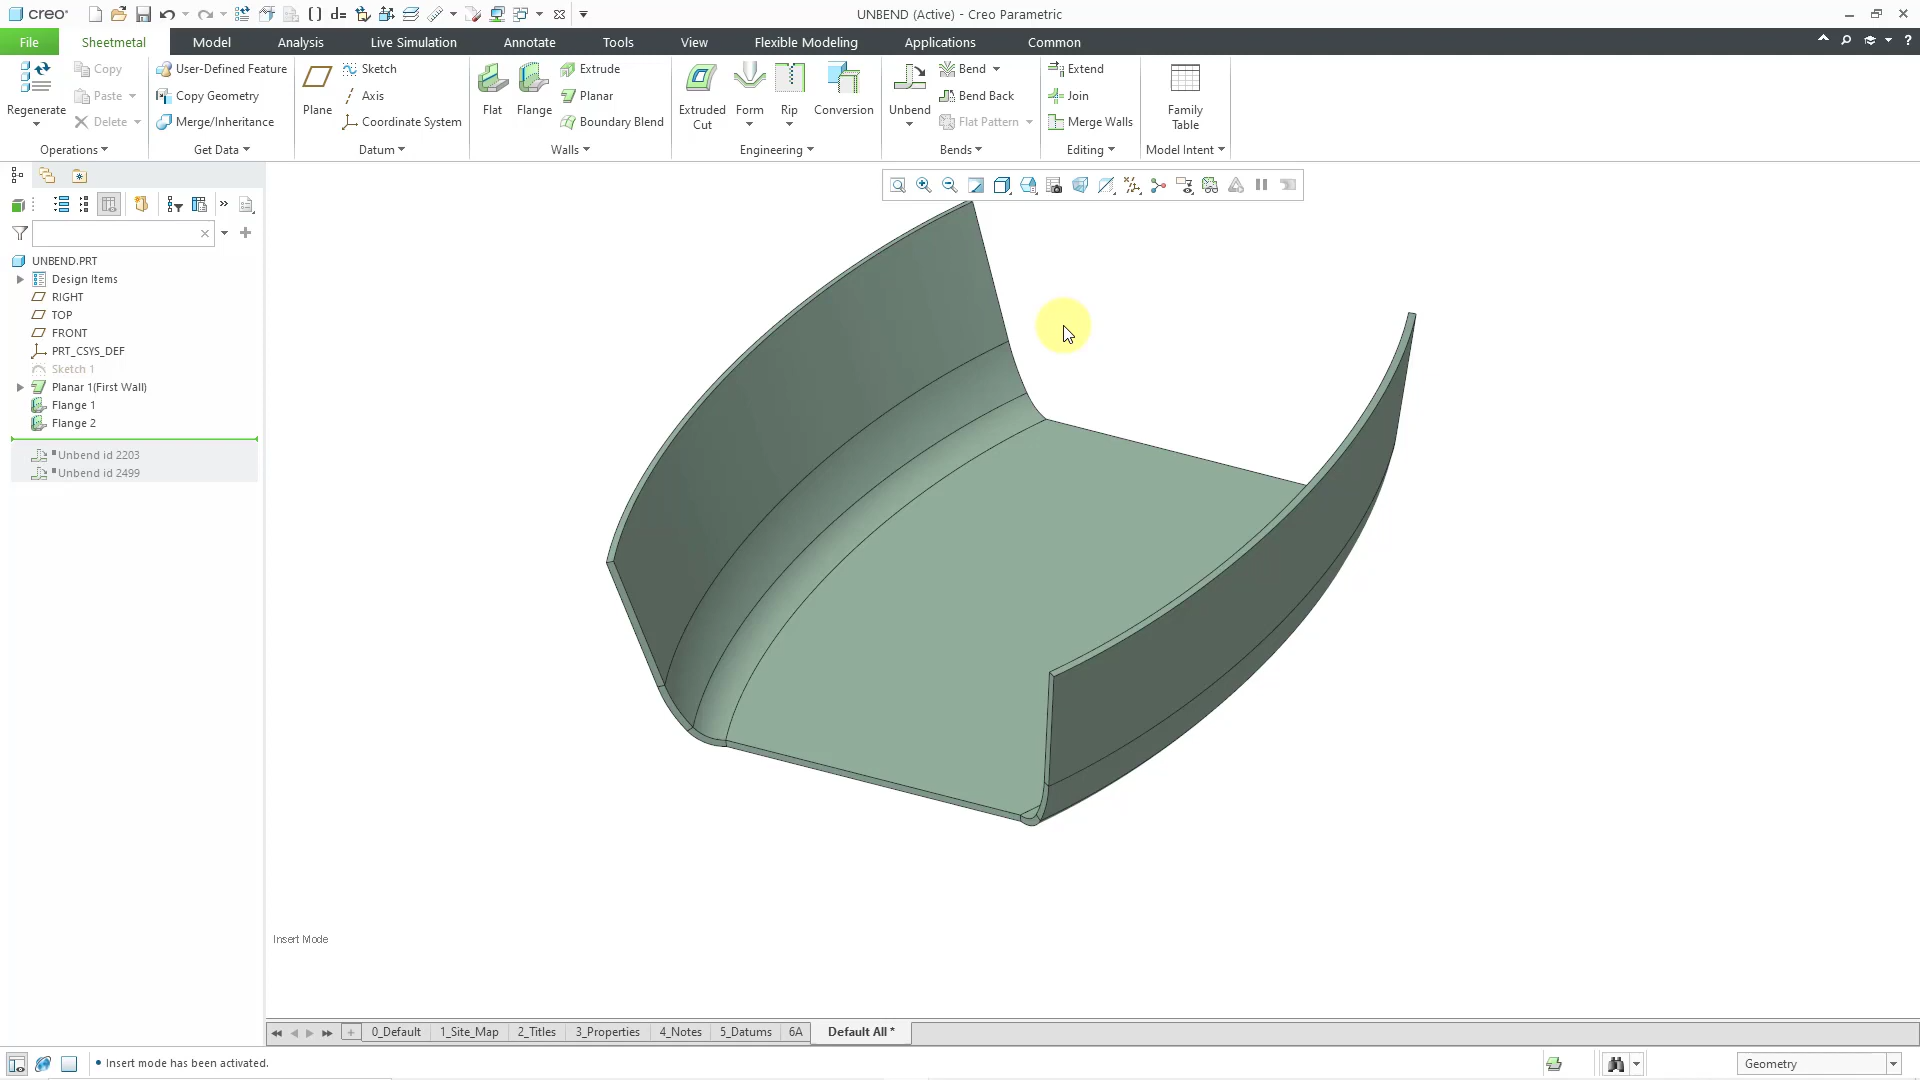 creo
UNBEND (Active) - Creo Parametric
File
Sheetmetal
Model
Analysis
Live Simulation
Annotate
Tools
View
Flexible Modeling
Applications
Common
Regenerate
Copy
Paste
Delete
Operations
User-Defined Feature
Copy Geometry
Merge/Inheritance
Get Data
Plane
Sketch
Axis
Coordinate System
Datum
Flat
Flange
Extrude
Planar
Boundary Blend
Walls
Extruded
Cut
Form
Rip
Conversion
Engineering
Unbend
Bend
Bend Back
Flat Pattern
Bends
Extend
Join
Merge Walls
Editing
Family
Table
Model Intent
UNBEND.PRT
Design Items
RIGHT
TOP
FRONT
PRT_CSYS_DEF
Sketch 1
Planar 1(First Wall)
Flange 1
Flange 2
Unbend id 2203
Unbend id 2499
Insert Mode
0_Default
1_Site_Map
2_Titles
3_Properties
4_Notes
5_Datums
6A
Default All *
• Insert mode has been activated.
Geometry